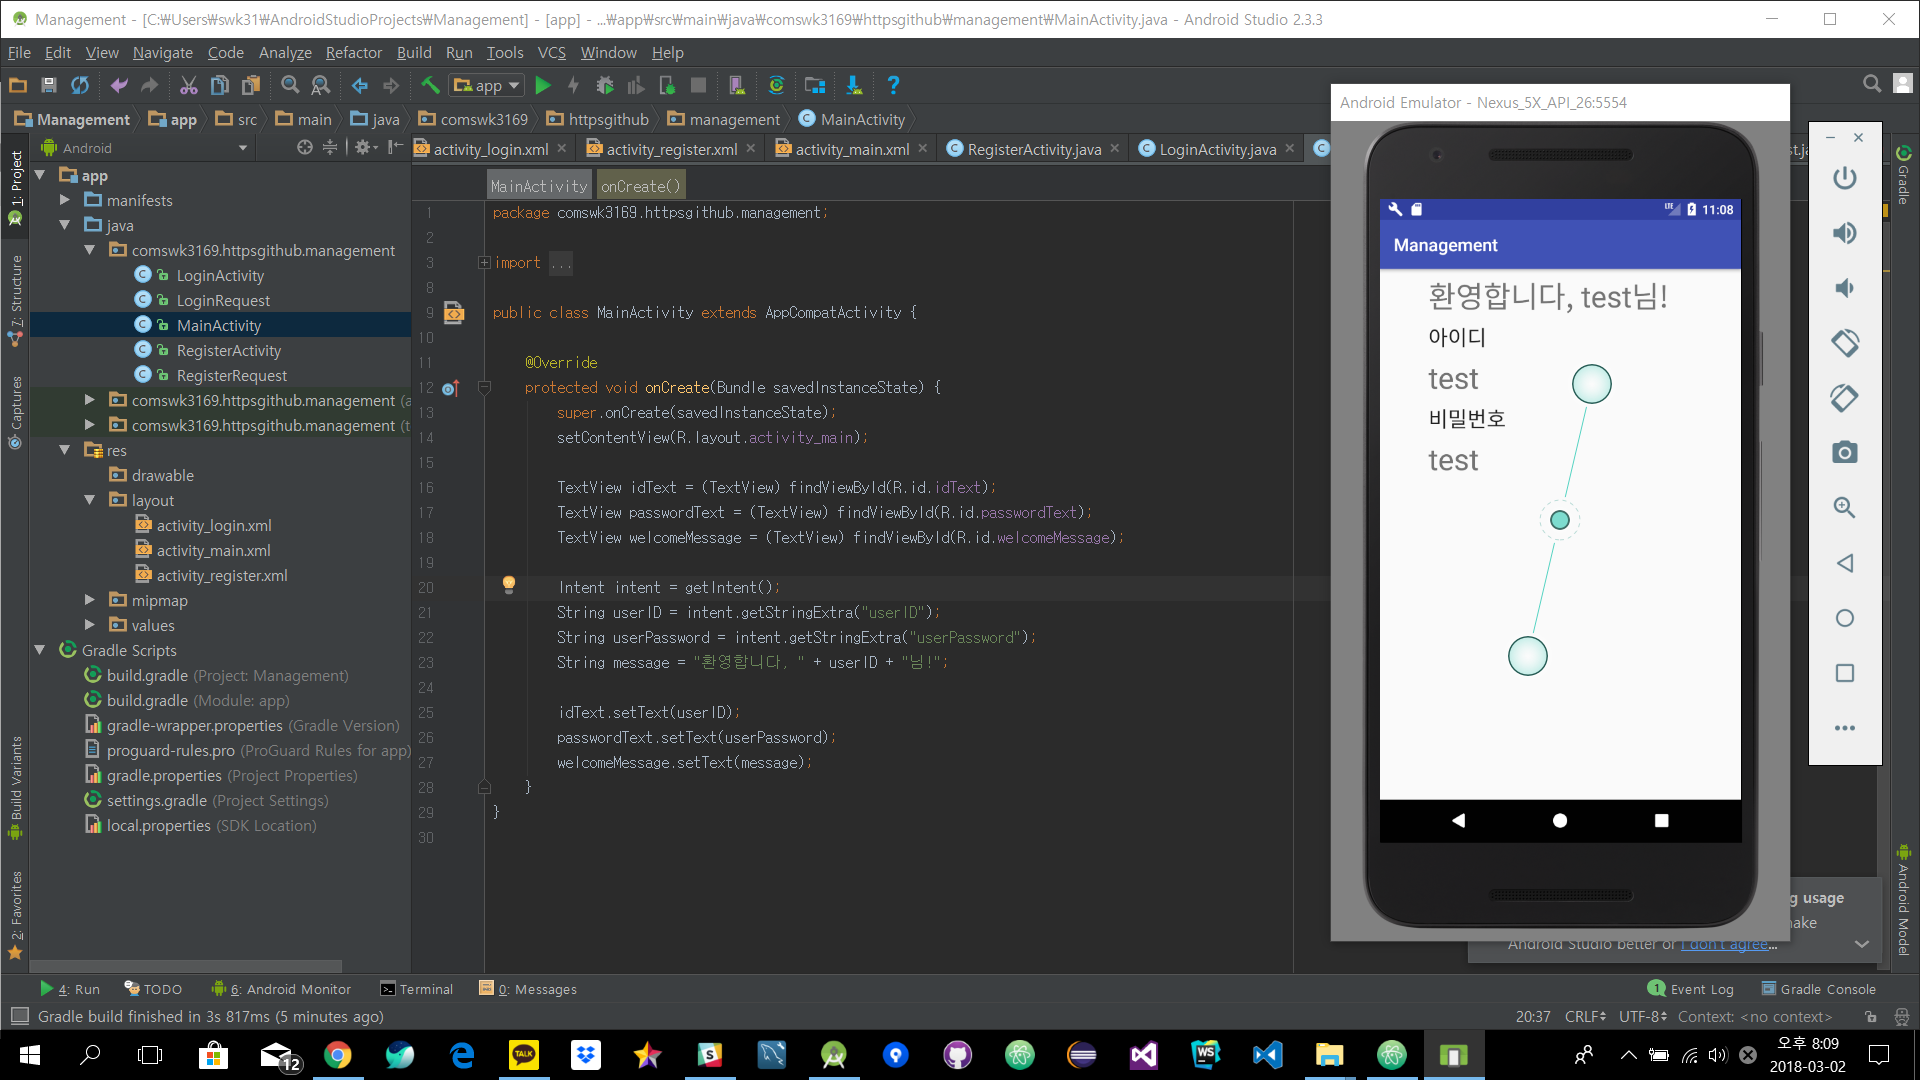 Management - [C:₩Users₩swk31₩AndroidStudioProjects₩Management] - [app] - ...₩app₩src₩main₩java₩comswk3169₩httpsgithub₩management₩MainActivity.java - Android Studio 2.3.3
File Edit View Navigate Code Analyze Refactor Build Run Tools VCS Window Help
app
Management app src main java comswk3169 httpsgithub management MainActivity
Android
activity_login.xml activity_register.xml activity_main.xml RegisterActivity.java LoginActivity.java
MainActivity onCreate()
1: Project
7: Structure
Captures
Build Variants
2: Favorites
app
manifests
java
comswk3169.httpsgithub.management
LoginActivity
LoginRequest
MainActivity
RegisterActivity
RegisterRequest
comswk3169.httpsgithub.management (a
comswk3169.httpsgithub.management (t
res
drawable
layout
activity_login.xml
activity_main.xml
activity_register.xml
mipmap
values
Gradle Scripts
build.gradle (Project: Management)
build.gradle (Module: app)
gradle-wrapper.properties (Gradle Version)
proguard-rules.pro (ProGuard Rules for app)
gradle.properties (Project Properties)
settings.gradle (Project Settings)
local.properties (SDK Location)
1 package comswk3169.httpsgithub.management;
2
3 import ...
8
9 public class MainActivity extends AppCompatActivity {
10
11 @Override
12 protected void onCreate(Bundle savedInstanceState) {
13 super.onCreate(savedInstanceState);
14 setContentView(R.layout.activity_main);
15
16 TextView idText = (TextView) findViewById(R.id.idText);
17 TextView passwordText = (TextView) findViewById(R.id.passwordText);
18 TextView welcomeMessage = (TextView) findViewById(R.id.welcomeMessage);
19
20 Intent intent = getIntent();
21 String userID = intent.getStringExtra("userID");
22 String userPassword = intent.getStringExtra("userPassword");
23 String message = "환영합니다, " + userID + "님!";
24
25 idText.setText(userID);
26 passwordText.setText(userPassword);
27 welcomeMessage.setText(message);
28 }
29 }
30
Android Emulator - Nexus_5X_API_26:5554
LTE 11:08
Management
환영합니다, test님!
아이디
test
비밀번호
test
Gradle
Android Model
g usage
Android Studio better or I don't agree...
4: Run TODO 6: Android Monitor Terminal 0: Messages
1 Event Log Gradle Console
Gradle build finished in 3s 817ms (5 minutes ago)
20:37 CRLF UTF-8 Context: <no context>
12
TALK
WS
오후 8:09
2018-03-02